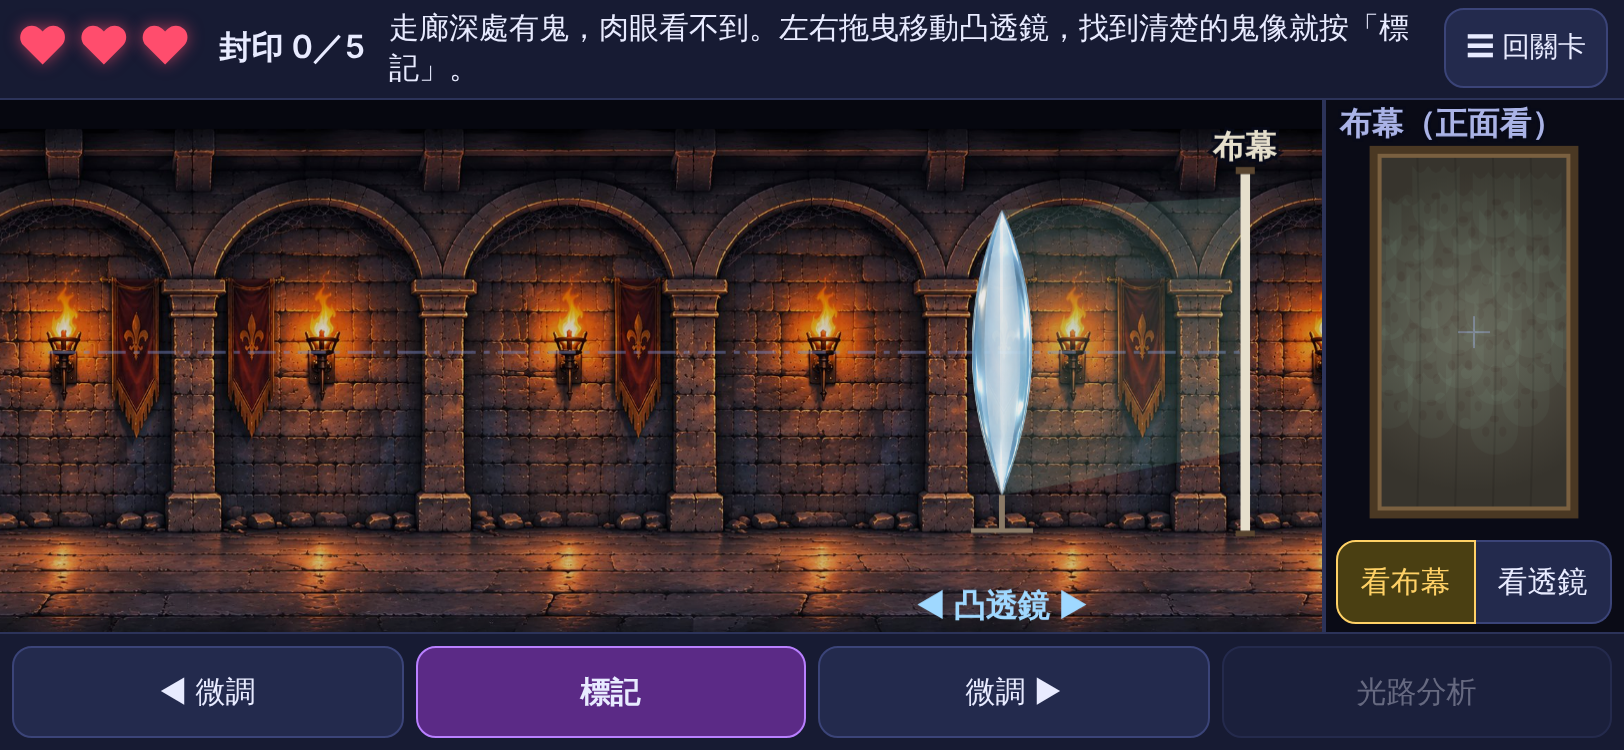 封印 0／5
走廊深處有鬼，肉眼看不到。左右拖曳移動凸透鏡，找到清楚的鬼像就按「標
記」。
☰ 回關卡
布幕
布幕（正面看）
◀ 凸透鏡 ▶
看布幕
看透鏡
◀ 微調
標記
微調 ▶
光路分析